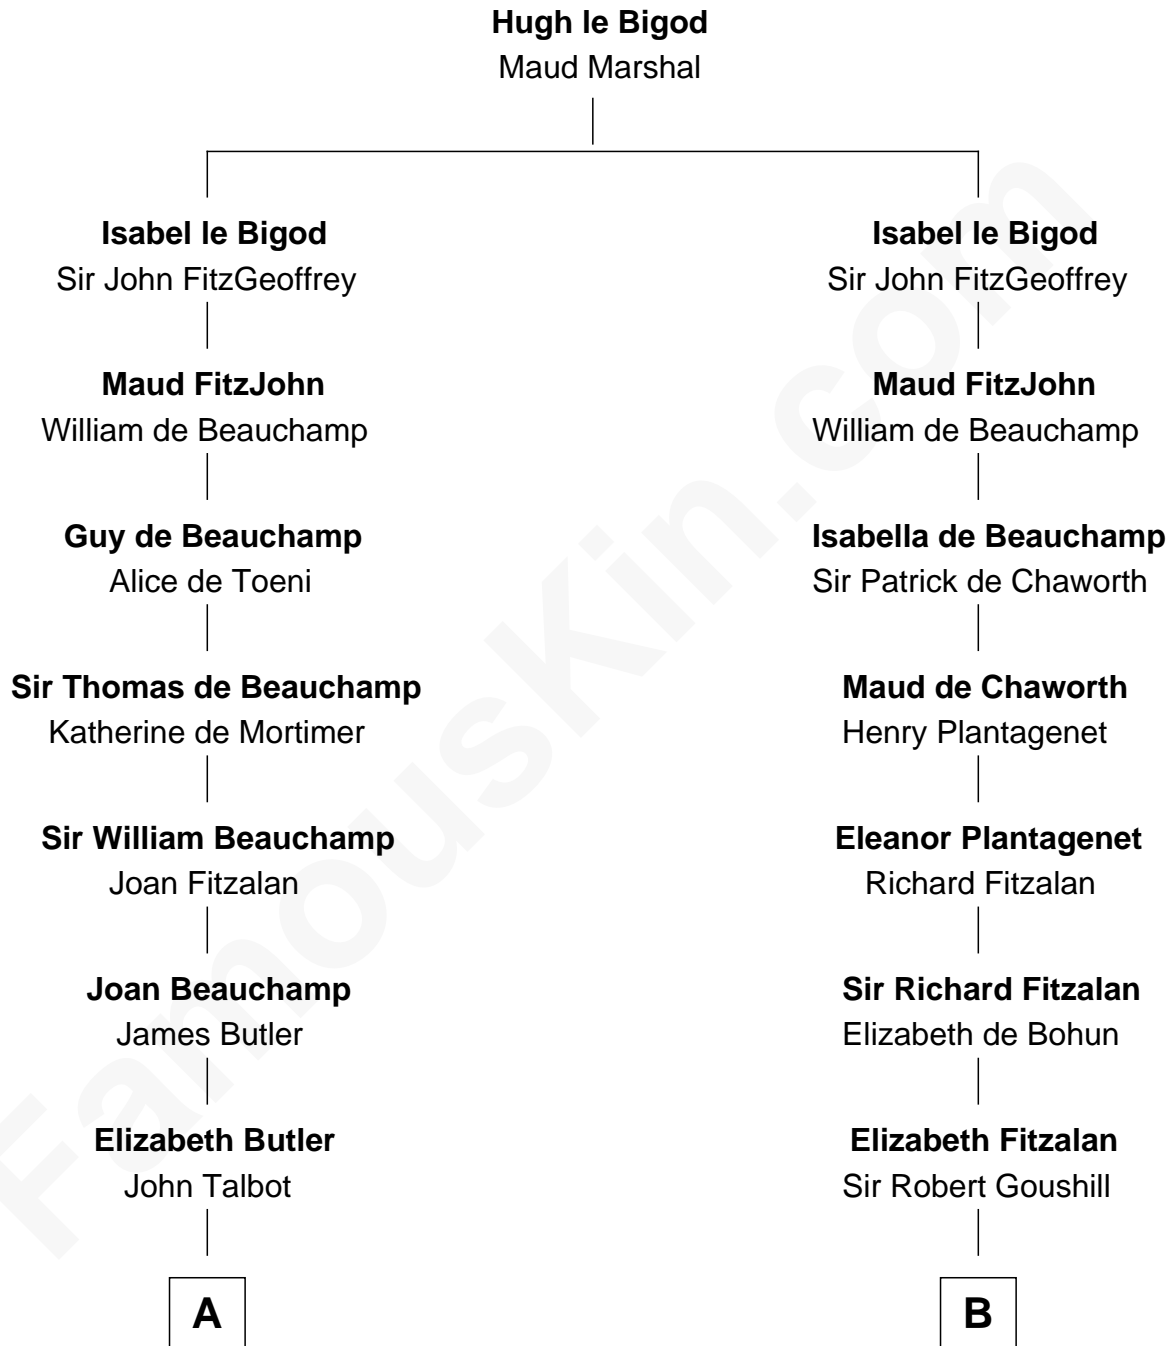 Hugh le Bigod
Maud Marshal
Isabel le Bigod
Sir John FitzGeoffrey
Isabel le Bigod
Sir John FitzGeoffrey
Maud FitzJohn
William de Beauchamp
Maud FitzJohn
William de Beauchamp
Guy de Beauchamp
Alice de Toeni
Isabella de Beauchamp
Sir Patrick de Chaworth
Sir Thomas de Beauchamp
Katherine de Mortimer
Maud de Chaworth
Henry Plantagenet
Sir William Beauchamp
Joan Fitzalan
Eleanor Plantagenet
Richard Fitzalan
Joan Beauchamp
James Butler
Sir Richard Fitzalan
Elizabeth de Bohun
Elizabeth Butler
John Talbot
Elizabeth Fitzalan
Sir Robert Goushill
A
B
FamousKin.com